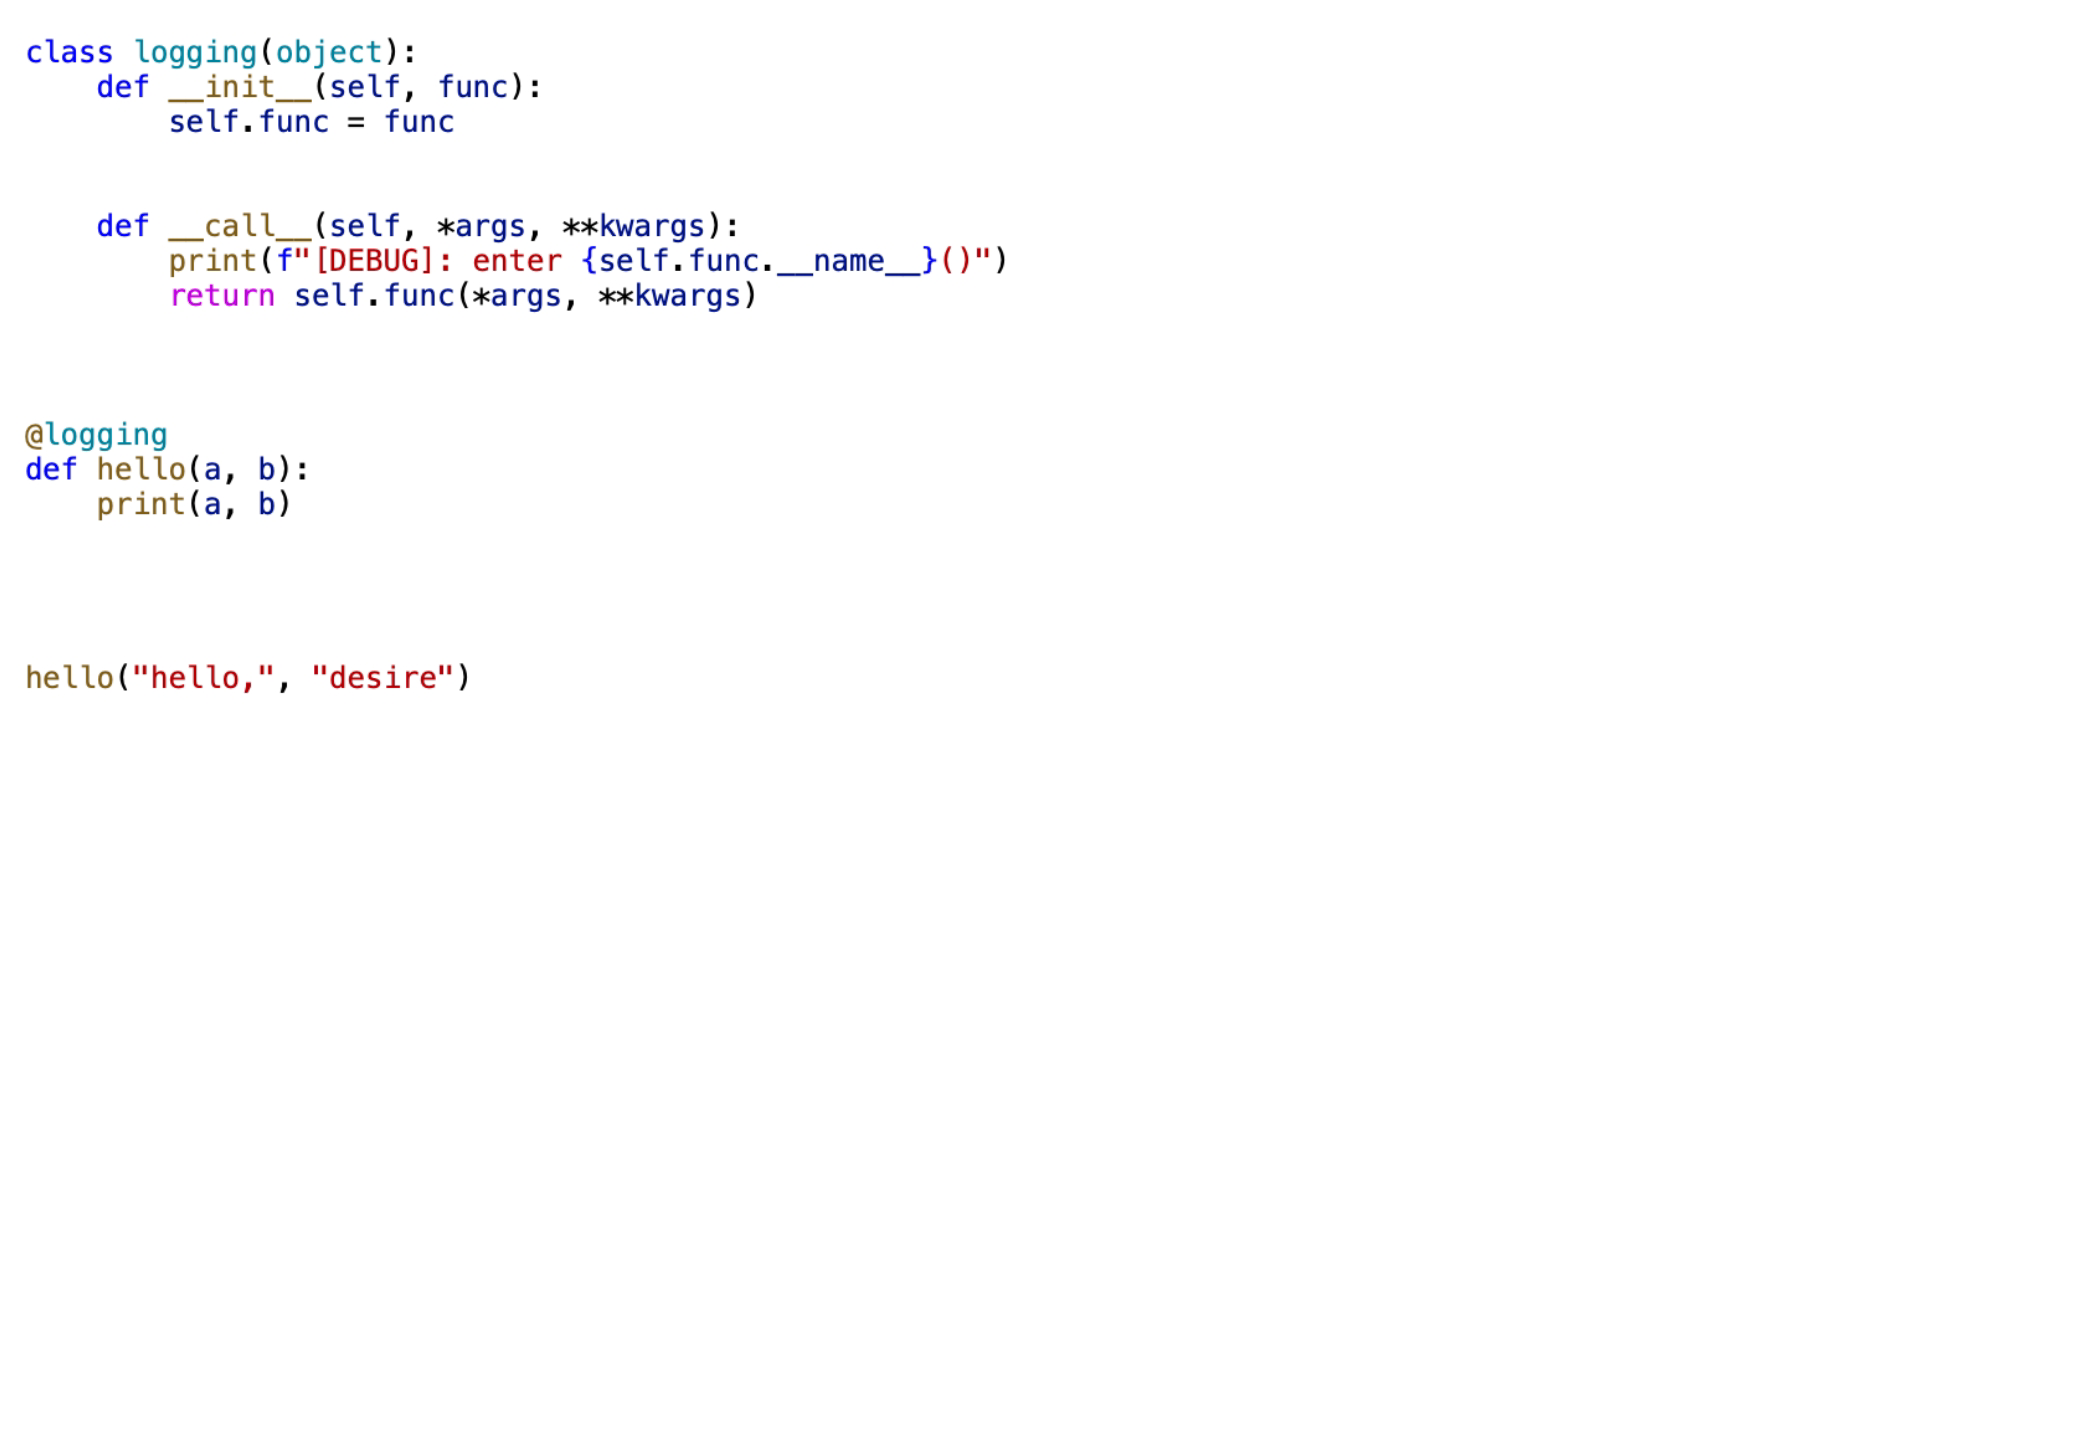 class logging(object):
    def __init__(self, func):
        self.func = func
    def __call__(self, *args, **kwargs):
        print(f"[DEBUG]: enter {self.func.__name__}()")
        return self.func(*args, **kwargs)
@logging
def hello(a, b):
    print(a, b)
hello("hello,", "desire")